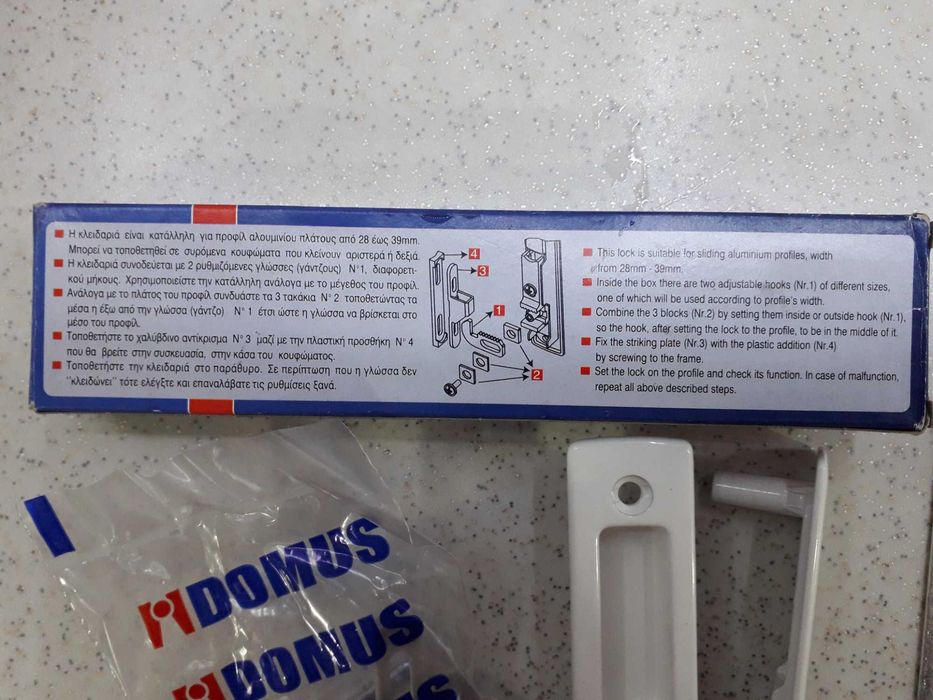 Η κλειδαριά είναι κατάλληλη για προφίλ αλουμινίου πλάτους από 28 έως 39mm.
Μπορεί να τοποθετηθεί σε συρόμενα κουφώματα που κλείνουν αριστερά ή δεξιά.
Η κλειδαριά συνοδεύεται με 2 ρυθμιζόμενες γλώσσες (γάντζους) N°1, διαφορετι-
κού μήκους. Χρησιμοποιείστε την κατάλληλη ανάλογα με το μέγεθος του προφίλ.
Ανάλογα με το πλάτος του προφίλ συνδυάστε τα 3 τακάκια N° 2 τοποθετώντας τα
μέσα η έξω από την γλώσσα (γάντζο) N° 1 έτσι ώστε η γλώσσα να βρίσκεται στο
μέσο του προφίλ.
Τοποθετήστε το χαλύβδινο αντίκρισμα N° 3 μαζί με την πλαστική προσθήκη N° 4
που θα βρείτε στην συσκευασία, στην κάσα του κουφώματος.
Τοποθετήστε την κλειδαριά στο παράθυρο. Σε περίπτωση που η γλώσσα δεν
"κλειδώνει" τότε ελέγξτε και επαναλάβατε τις ρυθμίσεις ξανά.
4
3
1
2
This lock is suitable for sliding aluminium profiles, width
from 28mm - 39mm.
Inside the box there are two adjustable hooks (Nr.1) of different sizes,
one of which will be used according to profile's width.
Combine the 3 blocks (Nr.2) by setting them inside or outside hook (Nr.1),
so the hook, after setting the lock to the profile, to be in the middle of it.
Fix the striking plate (Nr.3) with the plastic addition (Nr.4)
by screwing to the frame.
Set the lock on the profile and check its function. In case of malfunction,
repeat all above described steps.
DOMUS
DOMUS